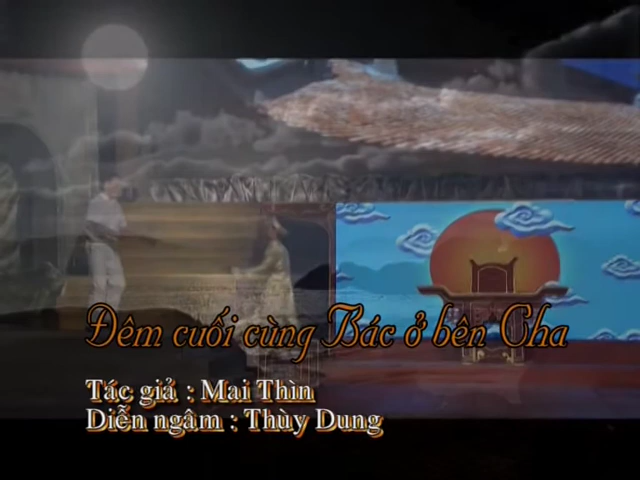 Đêm cuối cùng Bác ở bên Cha
Tác giả : Mai Thìn
Diễn ngâm : Thùy Dung